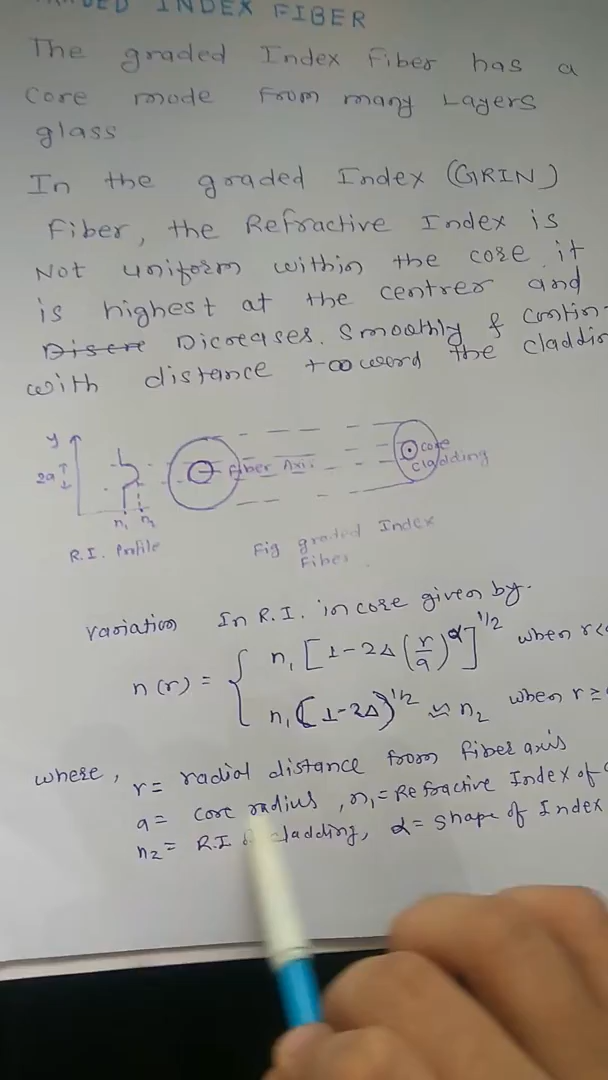 INDEX FIBER
The graded Index Fiber has a
core mode From many Layers
glass
In the graded Index (GRIN)
Fiber, the Refractive Index is
Not uniform within the core it
is highest at the centrer and
Discre Dicreases. Smoothly & contin-
with distance tooword the claddin
y
2a
n1 n2
R.I. Profile
Fiber Axi.
core
cladding
Fig graded Index
Fiber.
variation In R.I. in core given by.
n(r) = { n1 [1-2Δ(r/a)^α]^1/2 when r<
n1 (1-2Δ)^1/2 ≃ n2 when r ≥
where, r = radial distance from fiber axis
a = core radius, n1 = Refractive Index of
n2 = R.I cladding, α = shape of Index